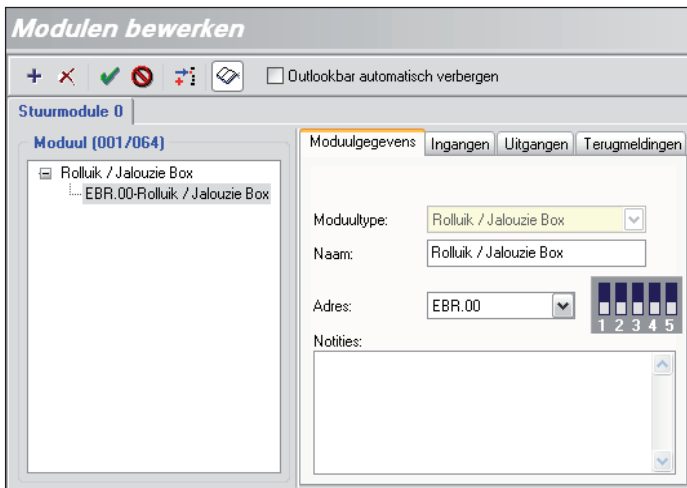 Modulen bewerken
Outlookbar automatisch verbergen
Stuurmodule 0
Moduul (001/064)
Rolluik / Jalouzie Box
EBR.00-Rolluik / Jalouzie Box
Moduulgegevens Ingangen Uitgangen Terugmeldingen
Moduultype: Rolluik / Jalouzie Box
Naam: Rolluik / Jalouzie Box
Adres: EBR.00
1 2 3 4 5
Notities: